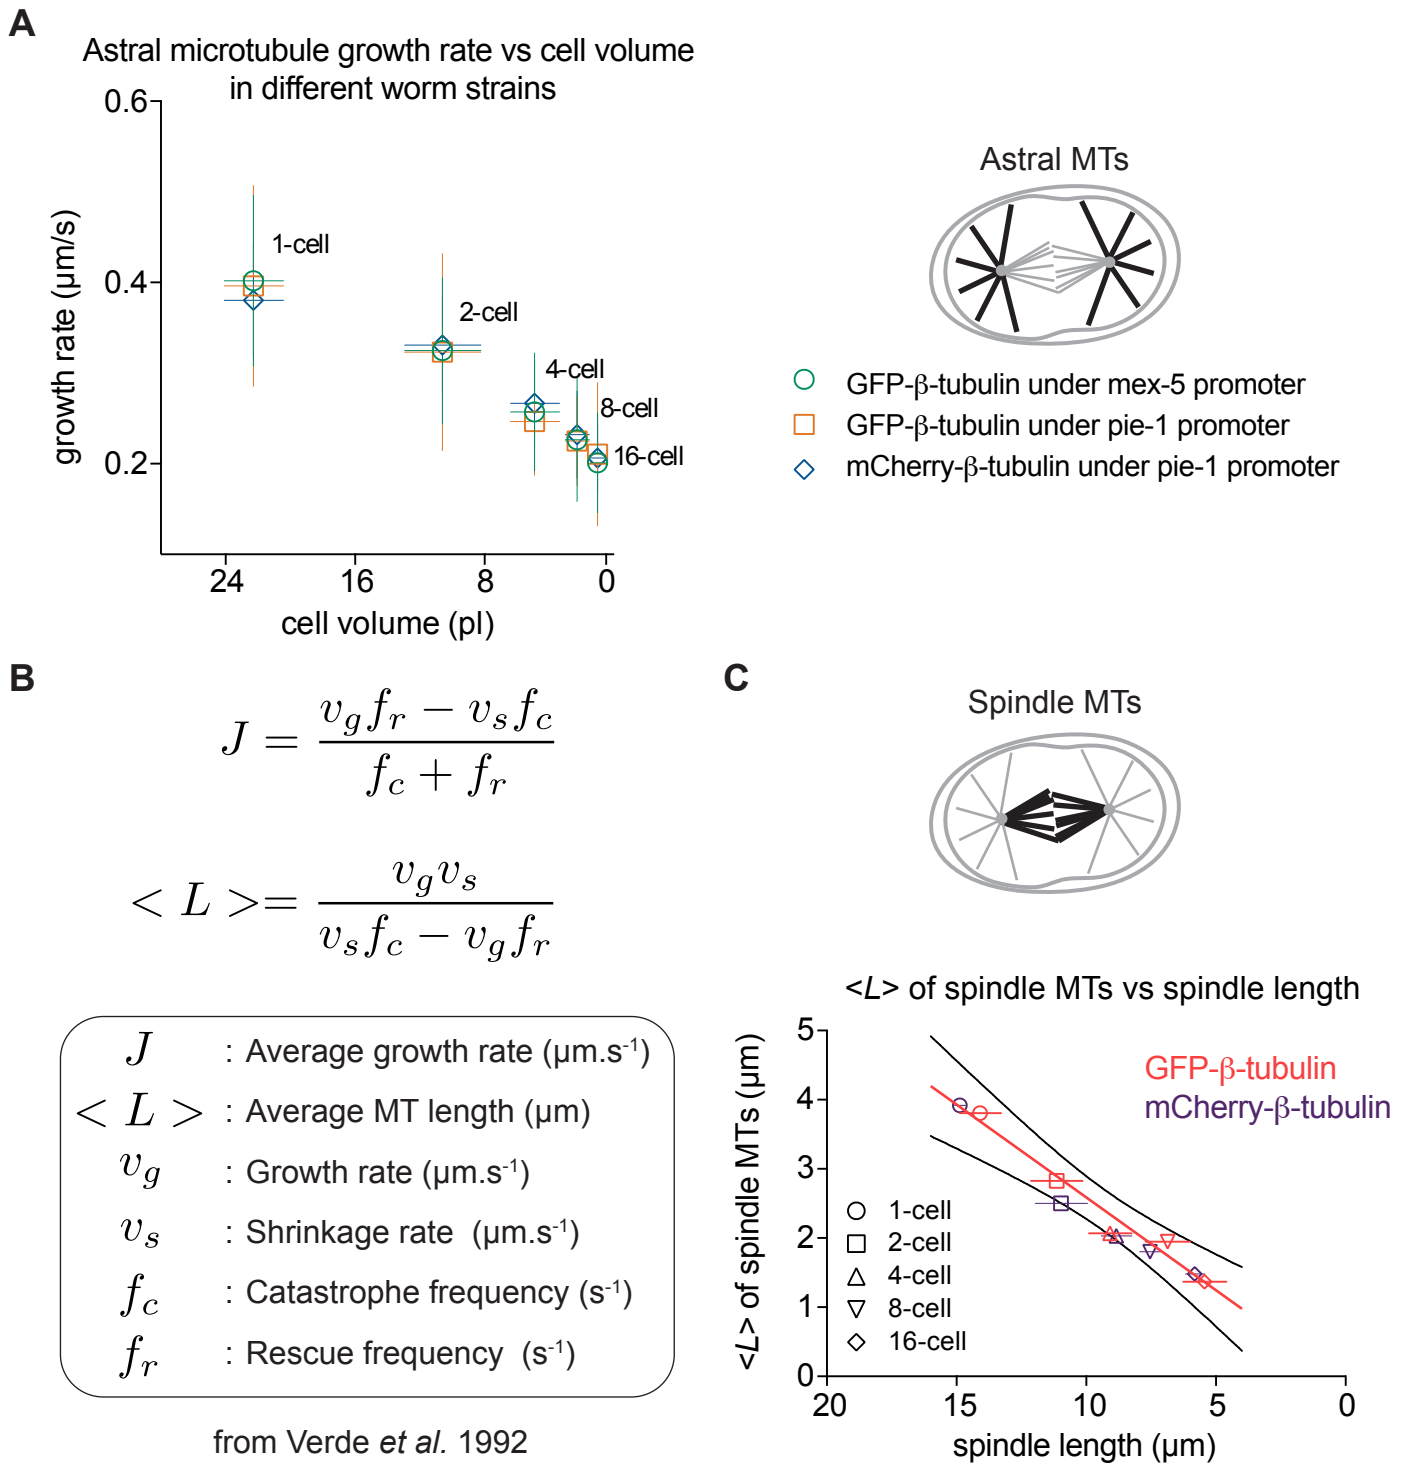 A
Astral microtubule growth rate vs cell volume
in different worm strains
0.6
0.4
0.2
growth rate (µm/s)
1-cell
2-cell
4-cell
8-cell
16-cell
24 16 8 0
cell volume (pl)
Astral MTs
GFP-β-tubulin under mex-5 promoter
GFP-β-tubulin under pie-1 promoter
mCherry-β-tubulin under pie-1 promoter
B
J = (v_g f_r − v_s f_c) / (f_c + f_r)
< L >= (v_g v_s) / (v_s f_c − v_g f_r)
J : Average growth rate (µm.s⁻¹)
< L > : Average MT length (µm)
v_g : Growth rate (µm.s⁻¹)
v_s : Shrinkage rate (µm.s⁻¹)
f_c : Catastrophe frequency (s⁻¹)
f_r : Rescue frequency (s⁻¹)
from Verde et al. 1992
C
Spindle MTs
<L> of spindle MTs vs spindle length
5
4
3
2
1
0
<L> of spindle MTs (µm)
GFP-β-tubulin
mCherry-β-tubulin
1-cell
2-cell
4-cell
8-cell
16-cell
20 15 10 5 0
spindle length (µm)